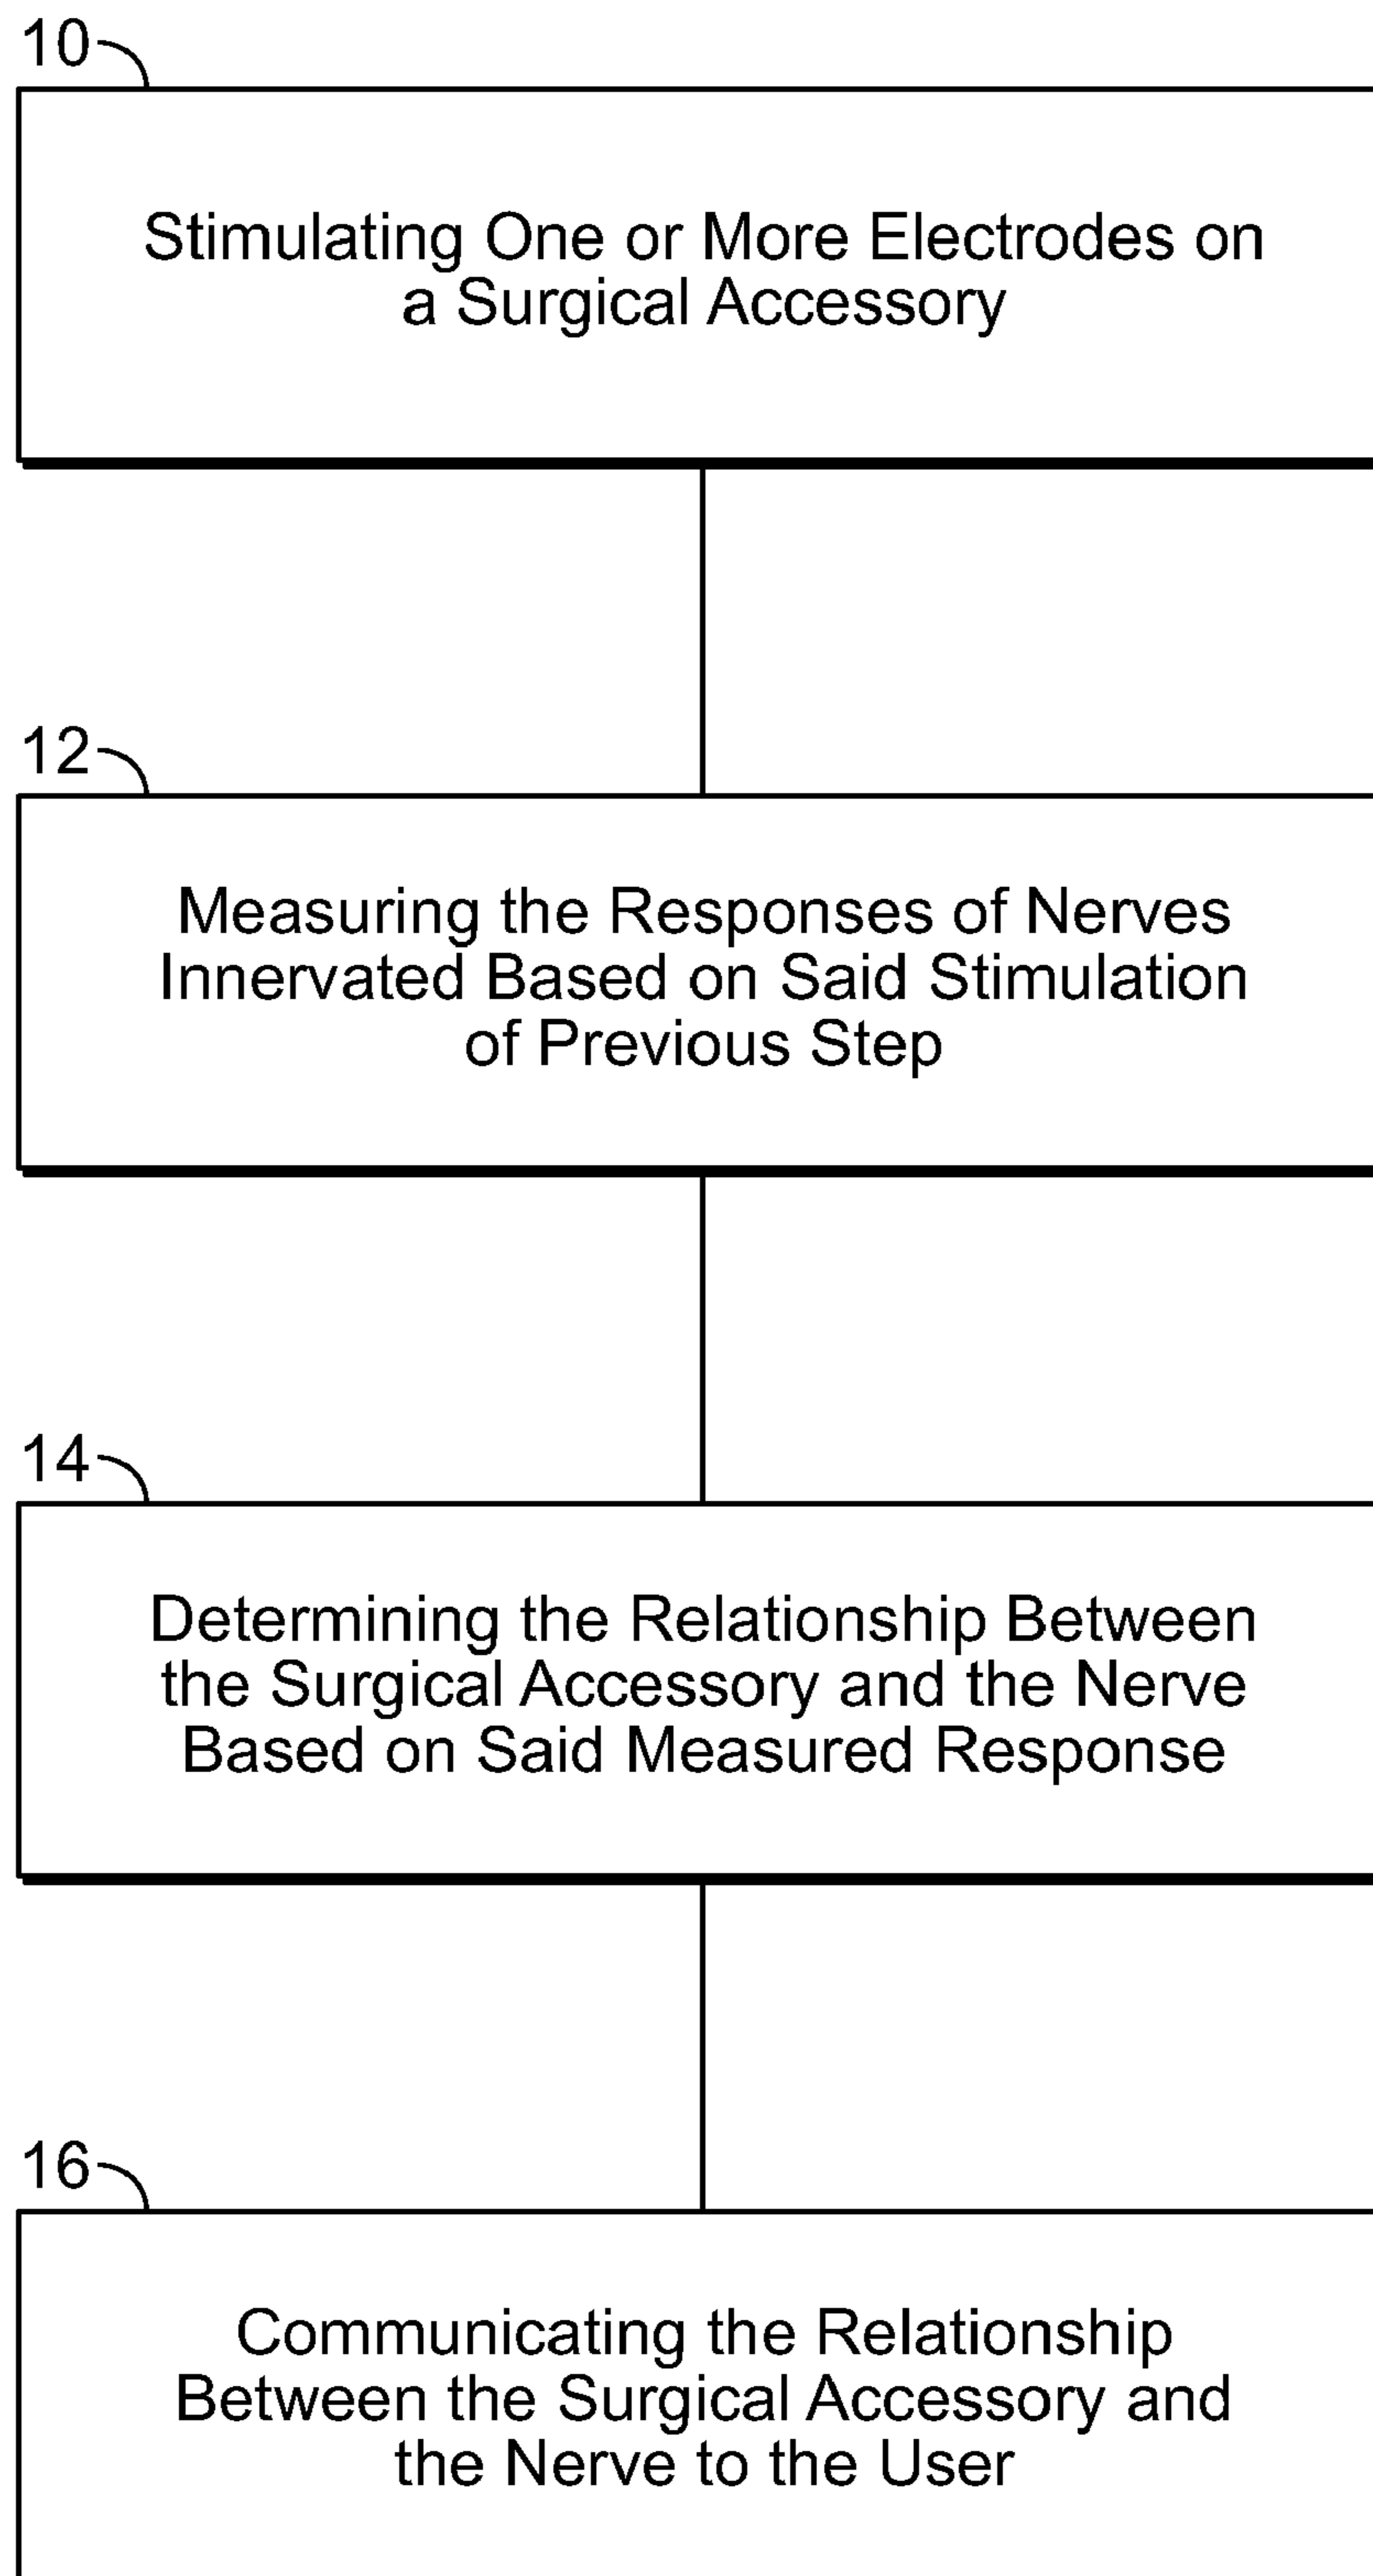 10
Stimulating One or More Electrodes on
a Surgical Accessory
12
Measuring the Responses of Nerves
Innervated Based on Said Stimulation
of Previous Step
14
Determining the Relationship Between
the Surgical Accessory and the Nerve
Based on Said Measured Response
16
Communicating the Relationship
Between the Surgical Accessory and
the Nerve to the User